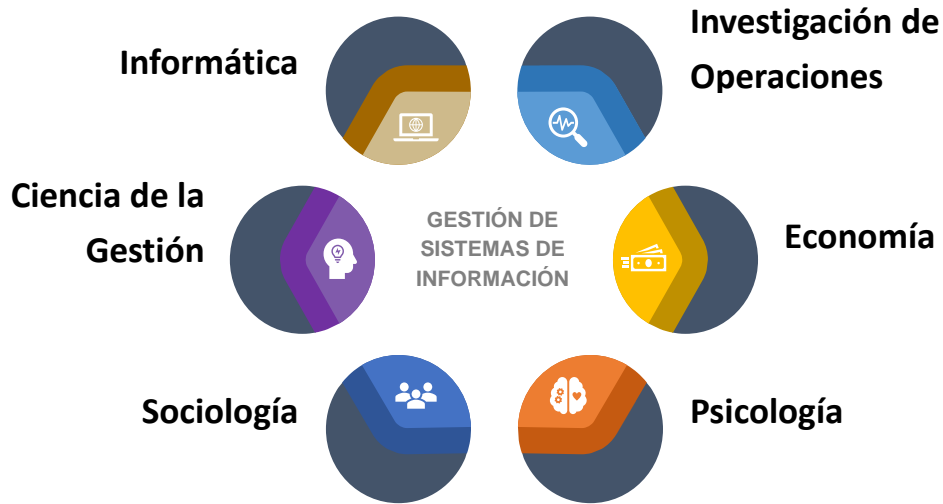 Informática
Investigación de
Operaciones
Ciencia de la
Gestión
GESTIÓN DE
SISTEMAS DE
INFORMACIÓN
Economía
Sociología
Psicología